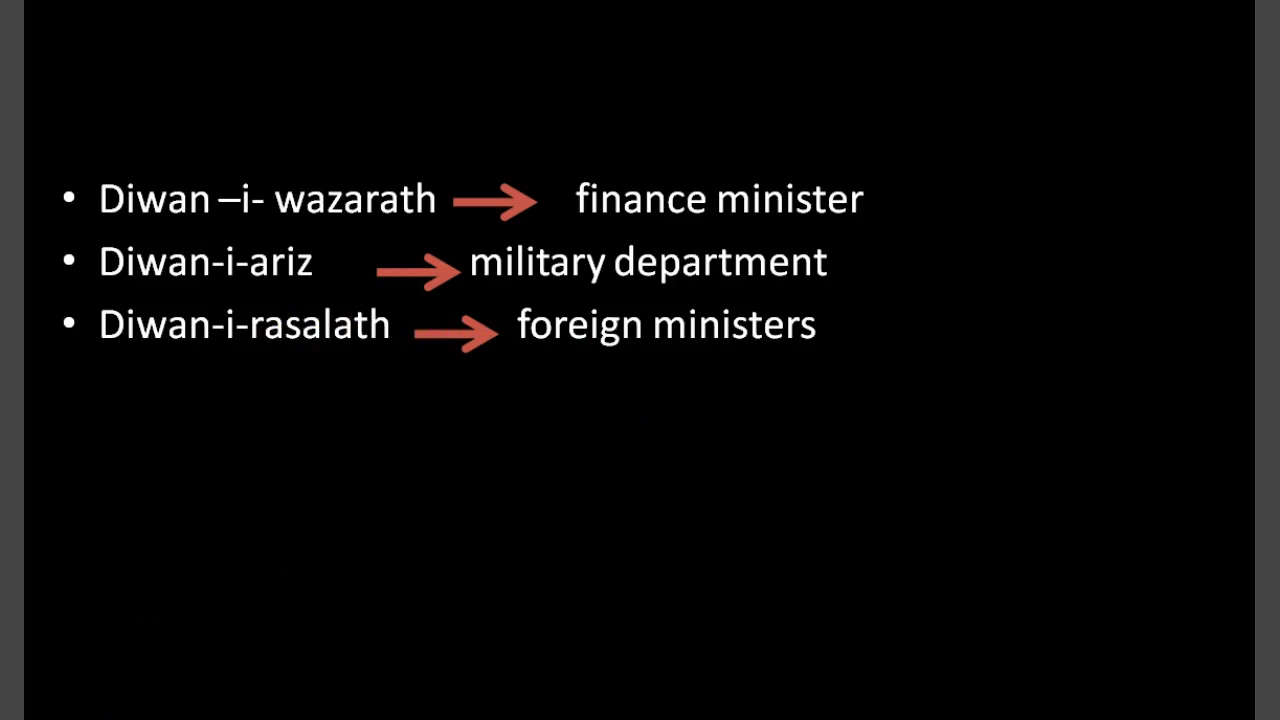 • Diwan –i- wazarath → finance minister
• Diwan-i-ariz → military department
• Diwan-i-rasalath → foreign ministers